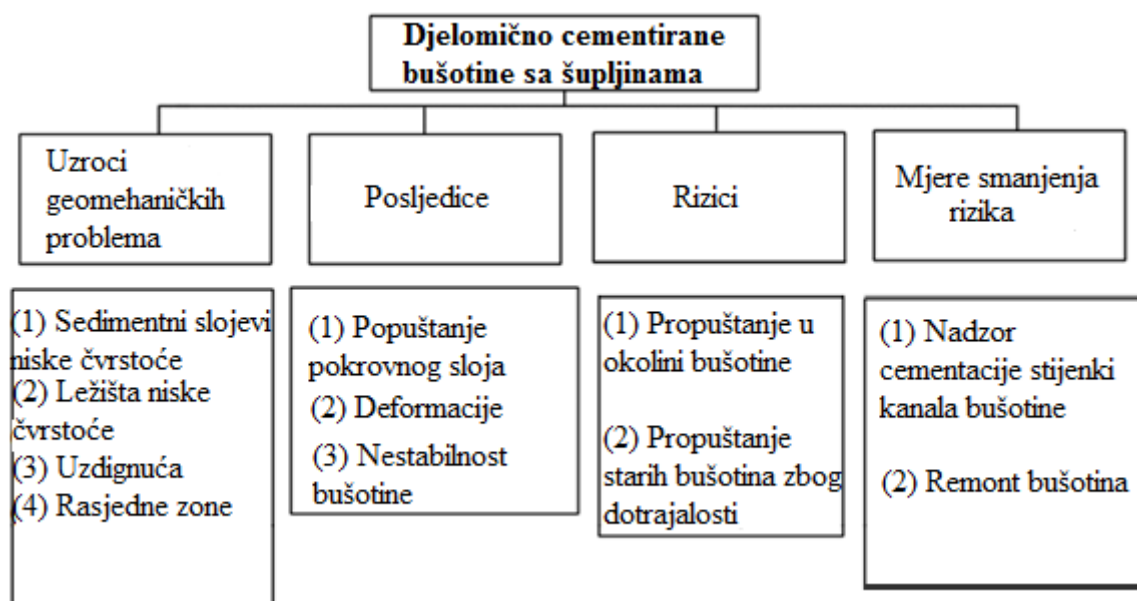 Djelomično cementirane
bušotine sa šupljinama
Uzroci
geomehaničkih
problema
Posljedice
Rizici
Mjere smanjenja
rizika
(1) Sedimentni slojevi
niske čvrstoće
(2) Ležišta niske
čvrstoće
(3) Uzdignuća
(4) Rasjedne zone
(1) Popuštanje
pokrovnog sloja
(2) Deformacije
(3) Nestabilnost
bušotine
(1) Propuštanje u
okolini bušotine
(2) Propuštanje
starih bušotina zbog
dotrajalosti
(1) Nadzor
cementacije stijenki
kanala bušotine
(2) Remont bušotina